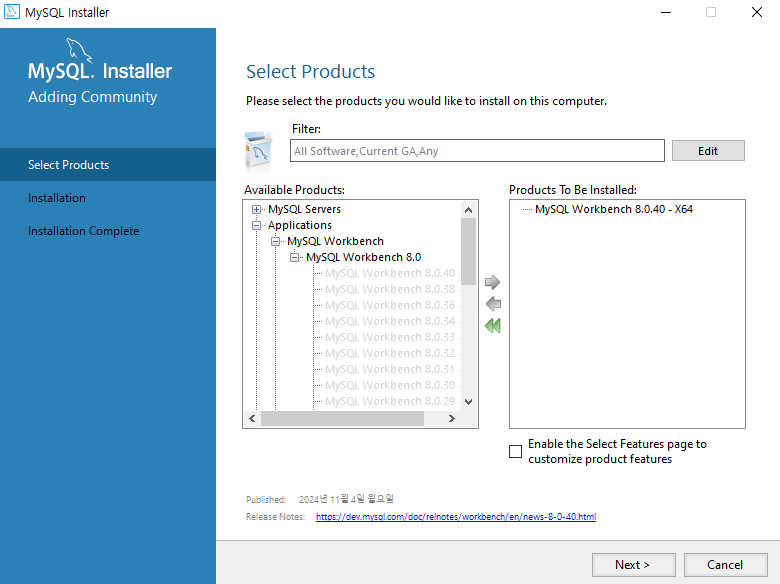 MySQL Installer
MySQL. Installer
Adding Community
Select Products
Installation
Installation Complete
Select Products
Please select the products you would like to install on this computer.
Filter:
All Software,Current GA,Any
Edit
Available Products:
MySQL Servers
Applications
MySQL Workbench
MySQL Workbench 8.0
MySQL Workbench 8.0.40
MySQL Workbench 8.0.38
MySQL Workbench 8.0.36
MySQL Workbench 8.0.34
MySQL Workbench 8.0.33
MySQL Workbench 8.0.32
MySQL Workbench 8.0.31
MySQL Workbench 8.0.30
MySQL Workbench 8.0.29
Products To Be Installed:
MySQL Workbench 8.0.40 - X64
Enable the Select Features page to
customize product features
Published: 2024년 11월 4일 월요일
Release Notes: https://dev.mysql.com/doc/relnotes/workbench/en/news-8-0-40.html
Next >
Cancel